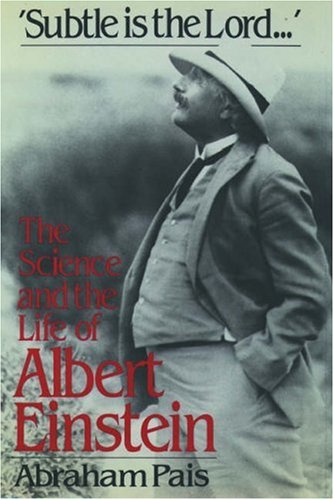 'Subtle is the Lord...'
The
Science
and the
Life of
Albert
Einstein
Abraham Pais